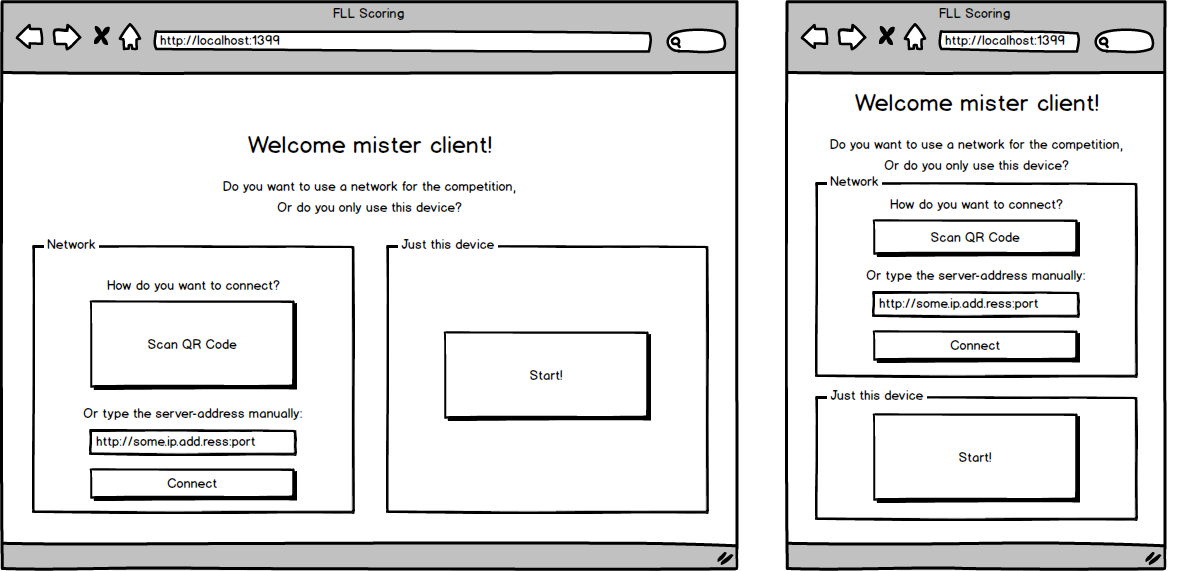 FLL Scoring
http://localhost:1399
Welcome mister client!
Do you want to use a network for the competition,
Or do you only use this device?
Network
How do you want to connect?
Scan QR Code
Or type the server-address manually:
http://some.ip.add.ress:port
Connect
Just this device
Start!
FLL Scoring
http://localhost:1399
Welcome mister client!
Do you want to use a network for the competition,
Or do you only use this device?
Network
How do you want to connect?
Scan QR Code
Or type the server-address manually:
http://some.ip.add.ress:port
Connect
Just this device
Start!